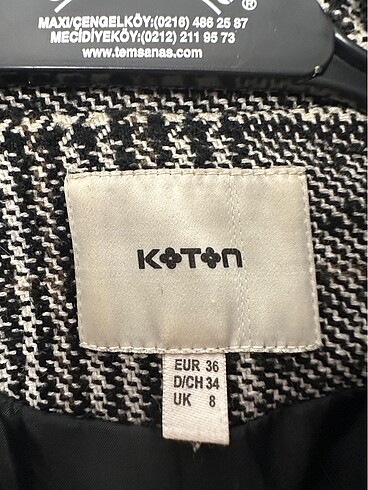 ®
MAXI/ÇENGELKÖY:(0216) 486 25 87
MECİDİYEKÖY:(0212) 211 95 73
www.temsanas.com
KOTON
EUR 36
D/CH 34
UK 8